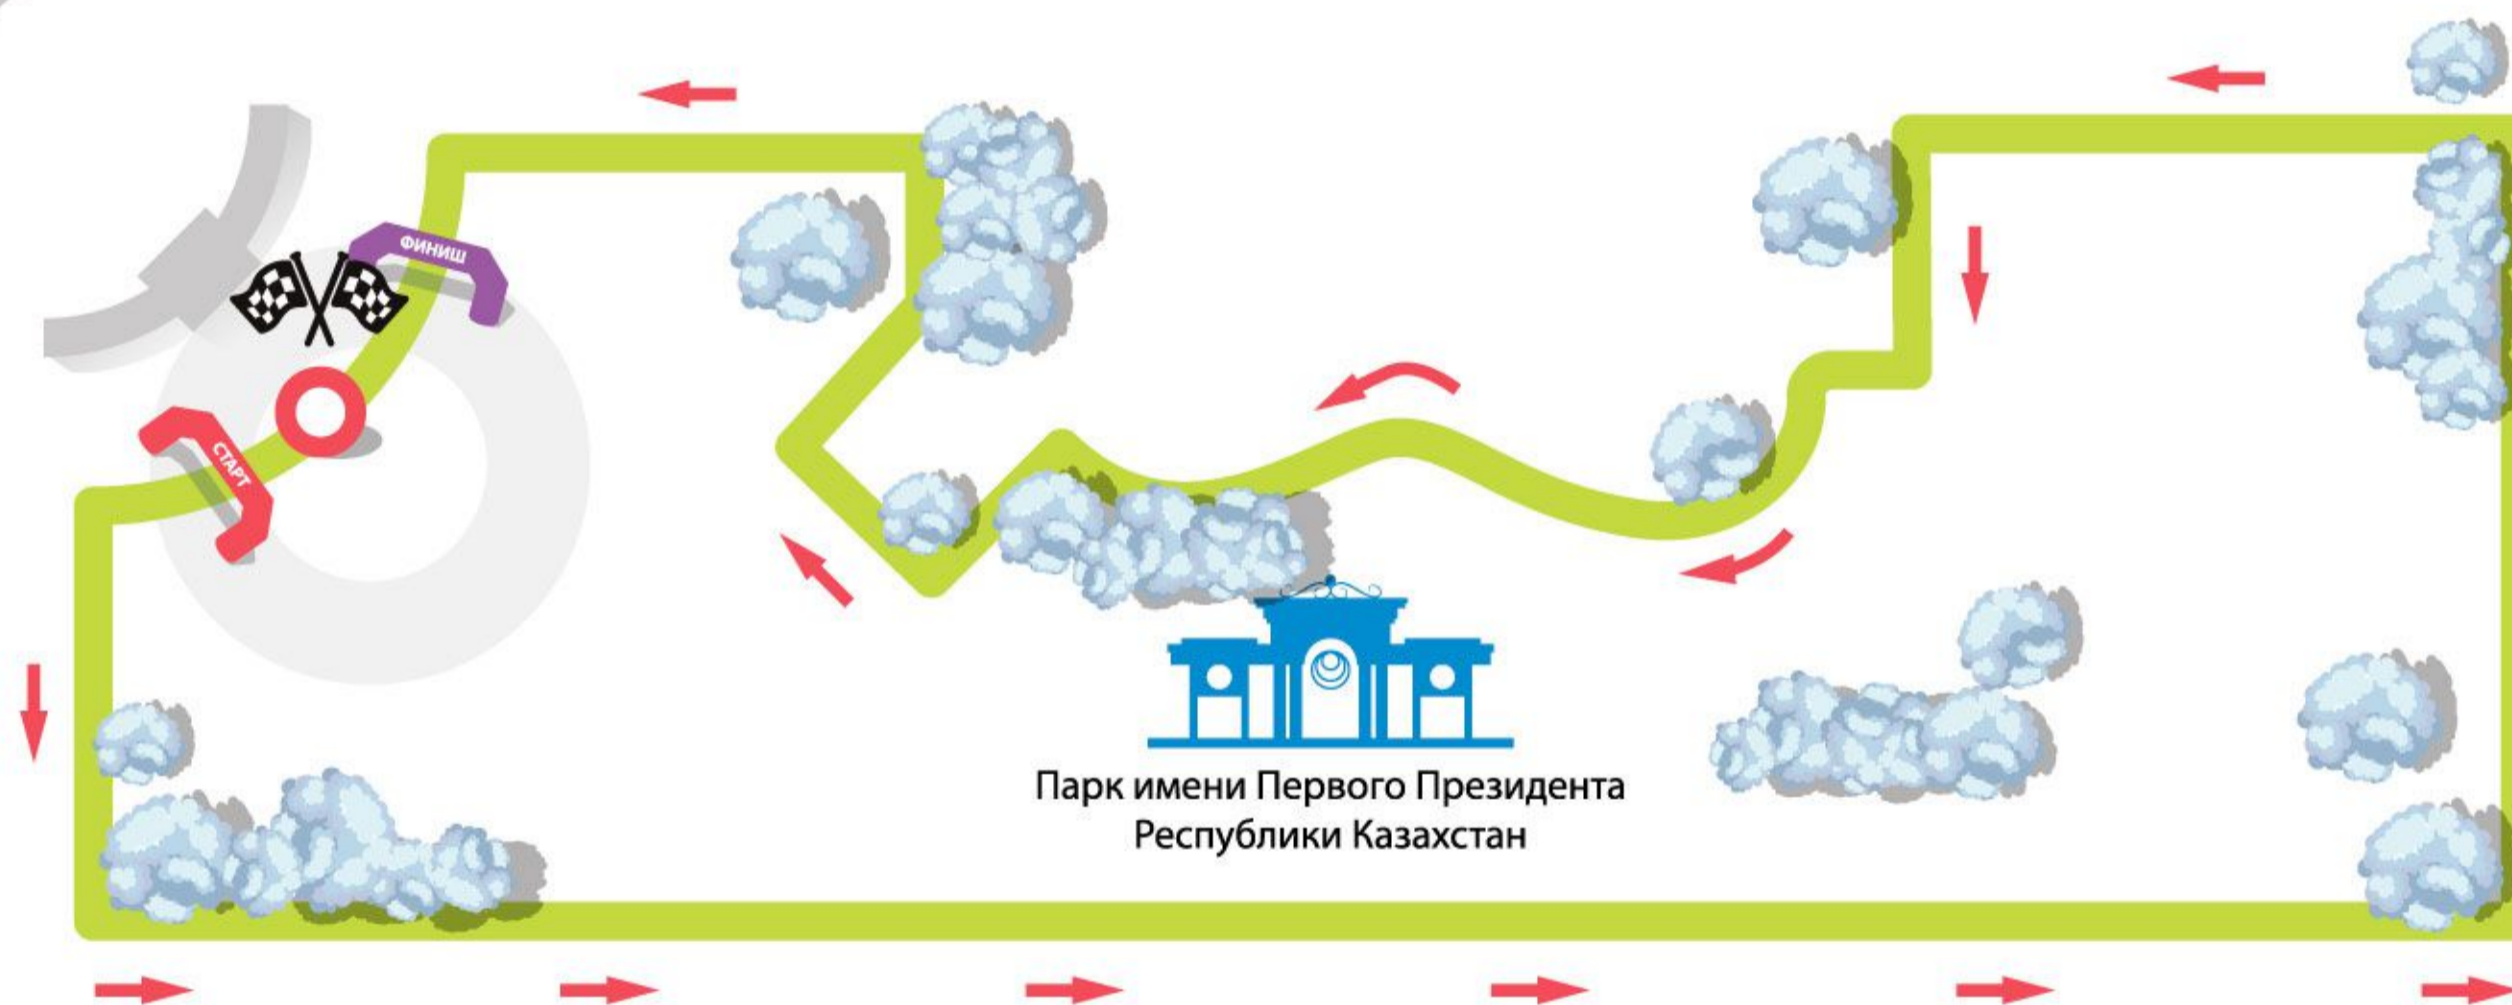 ФИНИШ
СТАРТ
Парк имени Первого Президента
Республики Казахстан